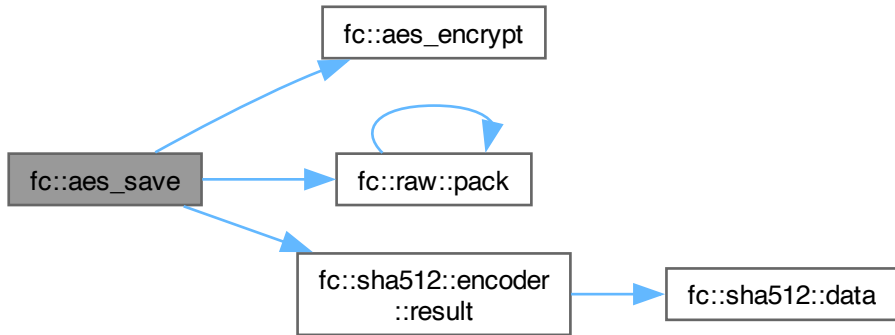 fc::aes_encrypt
fc::aes_save
fc::raw::pack
fc::sha512::encoder
::result
fc::sha512::data